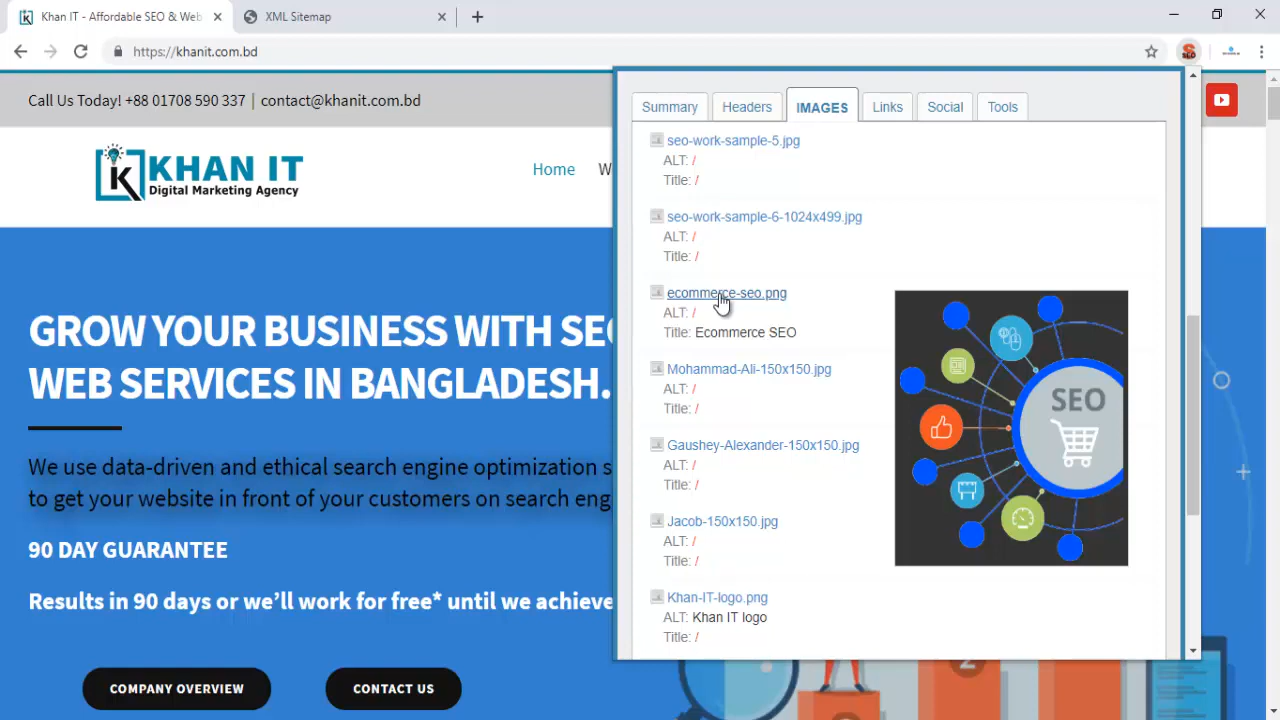 Khan IT - Affordable SEO & Web
XML Sitemap
https://khanit.com.bd
SEO
Call Us Today! +88 01708 590 337 | contact@khanit.com.bd
KHAN IT
Digital Marketing Agency
Home W
GROW YOUR BUSINESS WITH SEO
WEB SERVICES IN BANGLADESH.
We use data-driven and ethical search engine optimization s
to get your website in front of your customers on search eng
90 DAY GUARANTEE
Results in 90 days or we'll work for free* until we achieve
COMPANY OVERVIEW
CONTACT US
Summary
Headers
IMAGES
Links
Social
Tools
seo-work-sample-5.jpg
ALT: /
Title: /
seo-work-sample-6-1024x499.jpg
ALT: /
Title: /
ecommerce-seo.png
ALT: /
Title: Ecommerce SEO
Mohammad-Ali-150x150.jpg
ALT: /
Title: /
Gaushey-Alexander-150x150.jpg
ALT: /
Title: /
Jacob-150x150.jpg
ALT: /
Title: /
Khan-IT-logo.png
ALT: Khan IT logo
Title: /
SEO
2